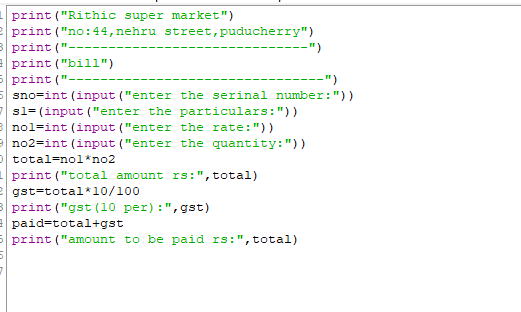 print("Rithic super market")
print("no:44,nehru street,puducherry")
print("------------------------------")
print("bill")
print("--------------------------------")
sno=int(input("enter the serinal number:"))
s1=(input("enter the particulars:"))
no1=int(input("enter the rate:"))
no2=int(input("enter the quantity:"))
total=no1*no2
print("total amount rs:",total)
gst=total*10/100
print("gst(10 per):",gst)
paid=total+gst
print("amount to be paid rs:",total)